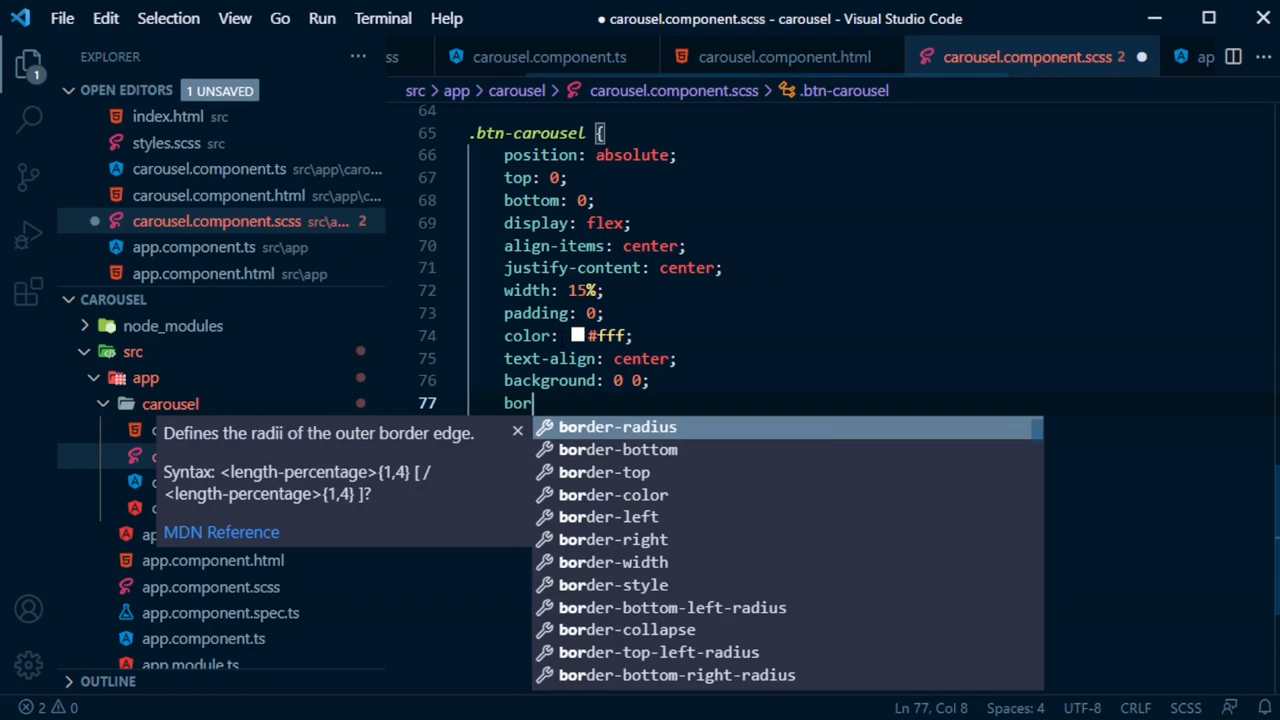 File Edit Selection View Go Run Terminal Help
● carousel.component.scss - carousel - Visual Studio Code
EXPLORER
ss carousel.component.ts carousel.component.html carousel.component.scss 2 ap
OPEN EDITORS 1 UNSAVED
src > app > carousel > carousel.component.scss > .btn-carousel
1
index.html src
styles.scss src
carousel.component.ts src\app\caro...
carousel.component.html src\app\c...
carousel.component.scss src\a... 2
app.component.ts src\app
app.component.html src\app
CAROUSEL
node_modules
src
app
carousel
app.component.html
app.component.scss
app.component.spec.ts
app.component.ts
app.module.ts
OUTLINE
64
65 .btn-carousel {
66 position: absolute;
67 top: 0;
68 bottom: 0;
69 display: flex;
70 align-items: center;
71 justify-content: center;
72 width: 15%;
73 padding: 0;
74 color: #fff;
75 text-align: center;
76 background: 0 0;
77 bor
Defines the radii of the outer border edge.
Syntax: <length-percentage>{1,4} [ /
<length-percentage>{1,4} ]?
MDN Reference
border-radius
border-bottom
border-top
border-color
border-left
border-right
border-width
border-style
border-bottom-left-radius
border-collapse
border-top-left-radius
border-bottom-right-radius
2 0 Ln 77, Col 8 Spaces: 4 UTF-8 CRLF SCSS